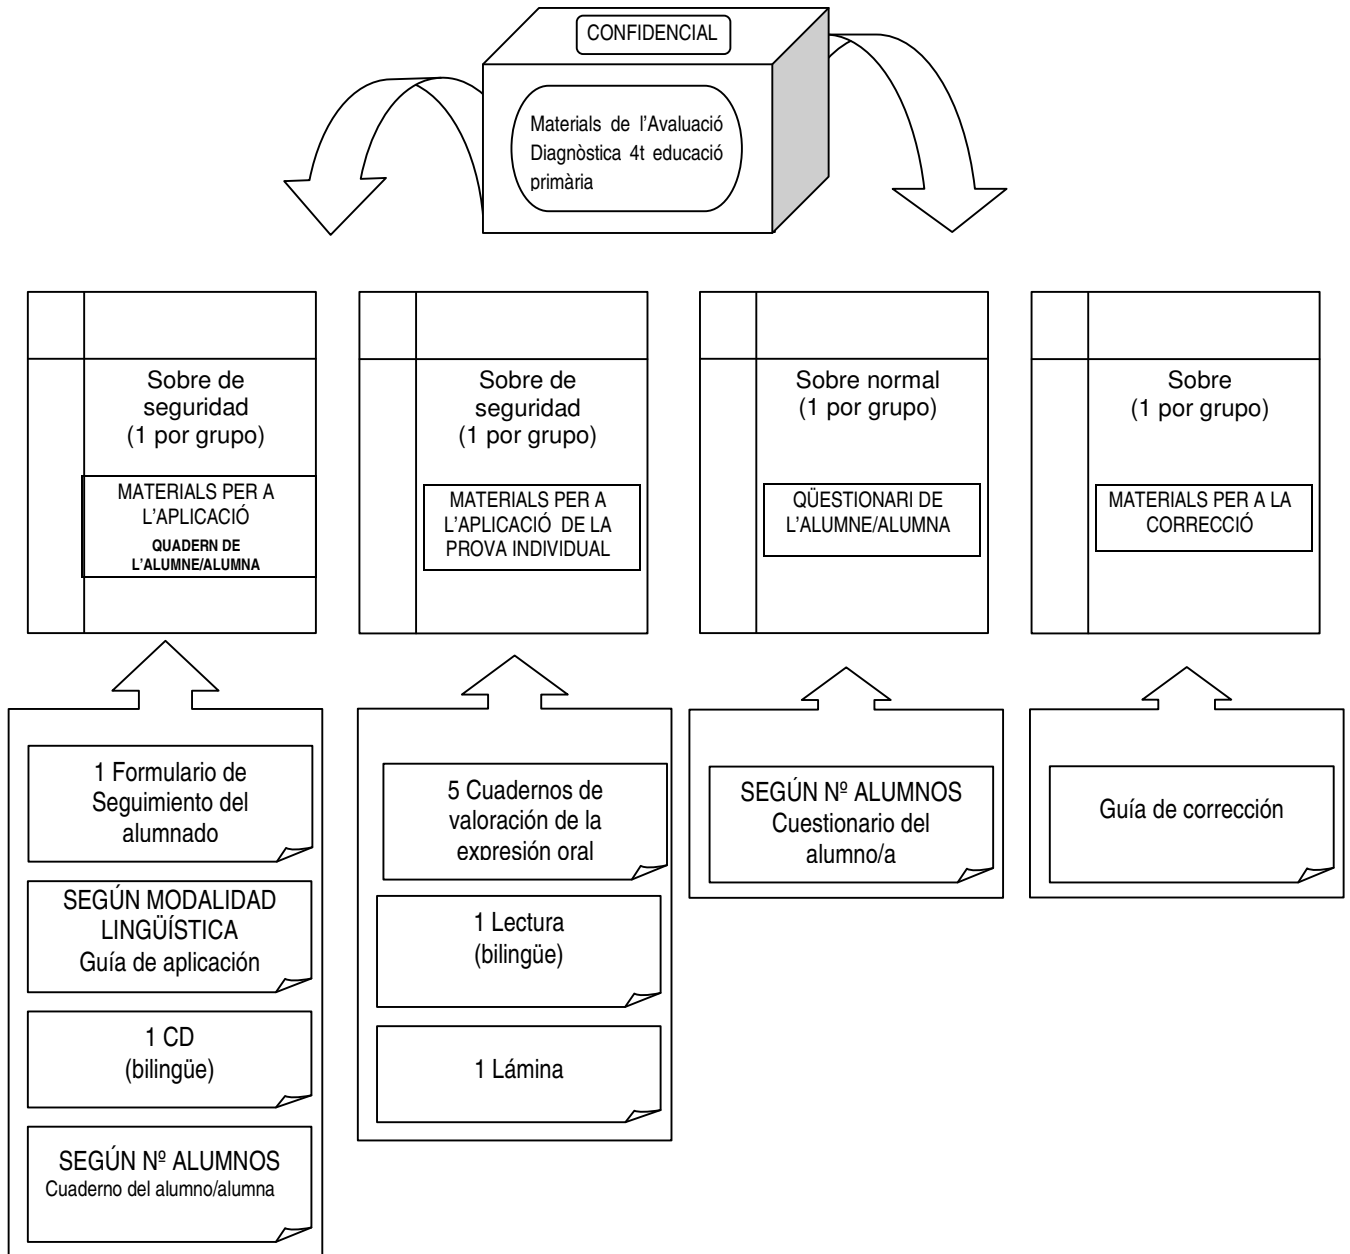 CONFIDENCIAL
Materials de l'Avaluació
Diagnòstica 4t educació
primària
Sobre de
seguridad
(1 por grupo)
MATERIALS PER A
L'APLICACIÓ
QUADERN DE
L'ALUMNE/ALUMNA
Sobre de
seguridad
(1 por grupo)
MATERIALS PER A
L'APLICACIÓ DE LA
PROVA INDIVIDUAL
Sobre normal
(1 por grupo)
QÜESTIONARI DE
L'ALUMNE/ALUMNA
Sobre
(1 por grupo)
MATERIALS PER A LA
CORRECCIÓ
1 Formulario de
Seguimiento del
alumnado
SEGÚN MODALIDAD
LINGÜÍSTICA
Guía de aplicación
1 CD
(bilingüe)
SEGÚN Nº ALUMNOS
Cuaderno del alumno/alumna
5 Cuadernos de
valoración de la
expresión oral
1 Lectura
(bilingüe)
1 Lámina
SEGÚN Nº ALUMNOS
Cuestionario del
alumno/a
Guía de corrección